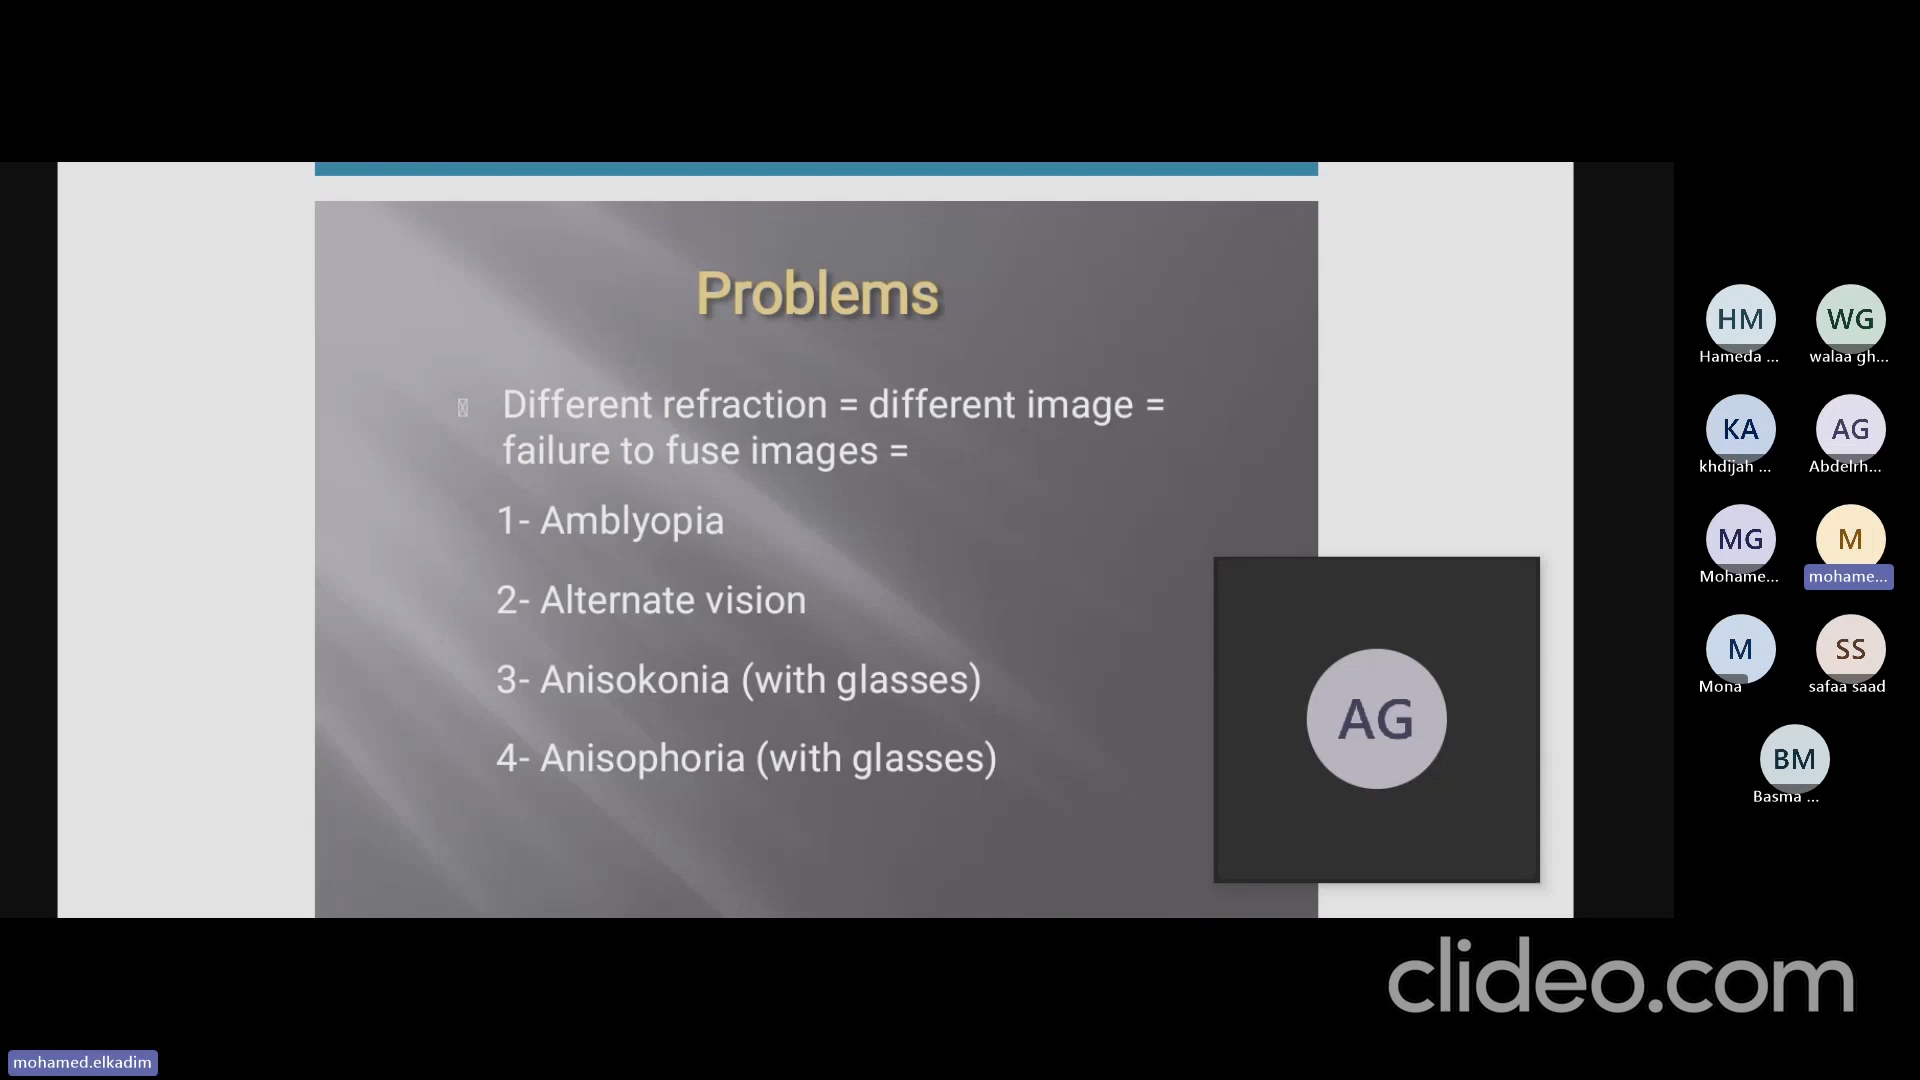 Problems
Different refraction = different image =
failure to fuse images =
1- Amblyopia
2- Alternate vision
3- Anisokonia (with glasses)
4- Anisophoria (with glasses)
AG
HM
Hameda ...
WG
walaa gh...
KA
khdijah ...
AG
Abdelrh...
MG
Mohame...
M
mohame...
M
Mona
SS
safaa saad
BM
Basma ...
clideo.com
mohamed.elkadim